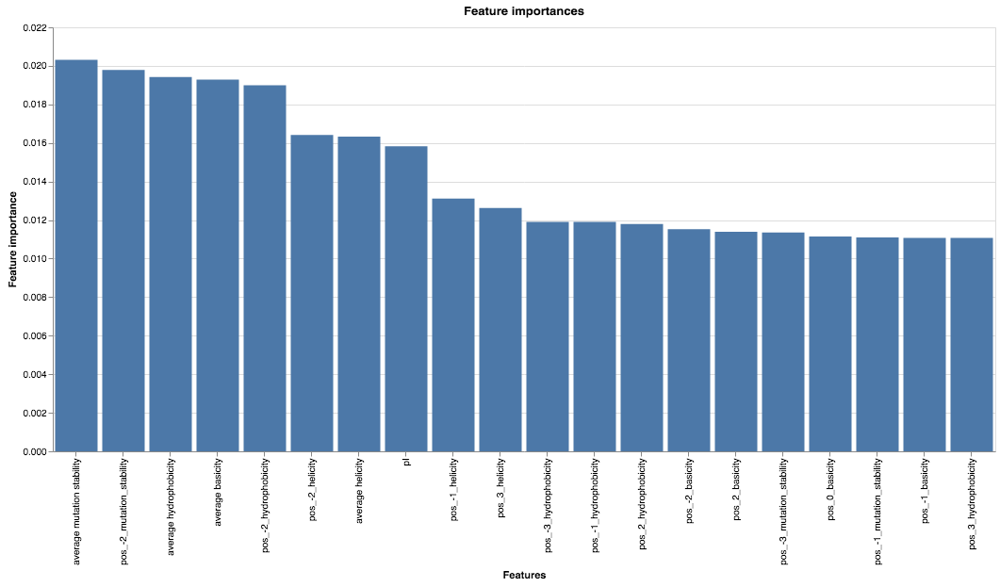 Feature importances
Feature importance
0.022
0.020
0.018
0.016
0.014
0.012
0.010
0.008
0.006
0.004
0.002
0.000
average mutation stability
pos_-2_mutation_stability
average hydrophobicity
average basicity
pos_-2_hydrophobicity
pos_-2_helicity
average helicity
pI
pos_-1_helicity
pos_3_helicity
pos_-3_hydrophobicity
pos_-1_hydrophobicity
pos_2_hydrophobicity
pos_-2_basicity
pos_2_basicity
pos_-3_mutation_stability
pos_0_basicity
pos_-1_mutation_stability
pos_-1_basicity
pos_3_hydrophobicity
Features